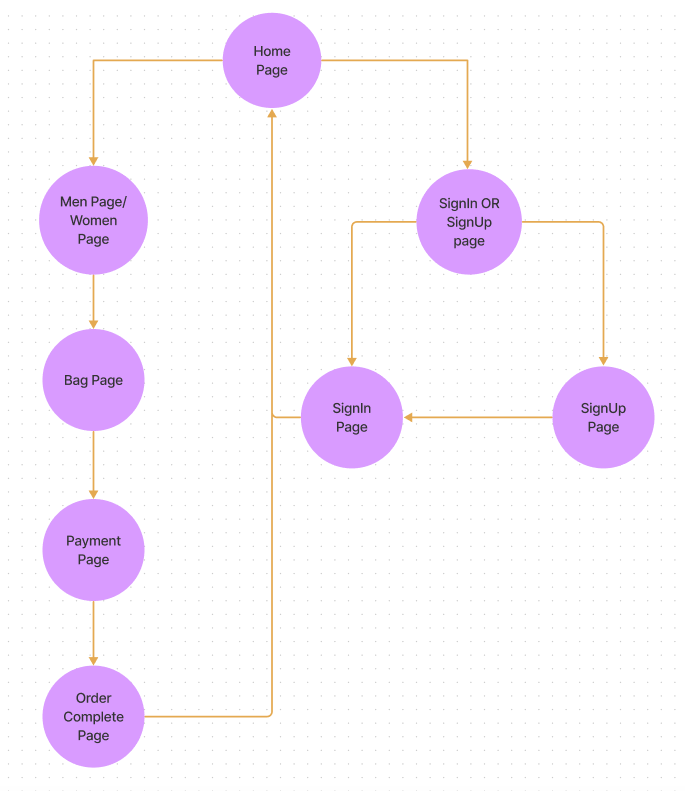 Home
Page
Men Page/
Women
Page
SignIn OR
SignUp
page
Bag Page
SignIn
Page
SignUp
Page
Payment
Page
Order
Complete
Page